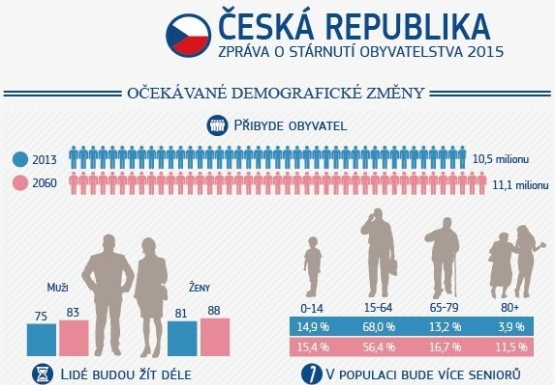 ČESKÁ REPUBLIKA
ZPRÁVA O STÁRNUTÍ OBYVATELSTVA 2015
OČEKÁVANÉ DEMOGRAFICKÉ ZMĚNY
PŘIBYDE OBYVATEL
2013 10,5 milionu
2060 11,1 milionu
Muži Ženy
75 83 81 88
LIDÉ BUDOU ŽÍT DÉLE
0-14 15-64 65-79 80+
14,9 % 68,0 % 13,2 % 3,9 %
15,4 % 56,4 % 16,7 % 11,5 %
V POPULACI BUDE VÍCE SENIORŮ